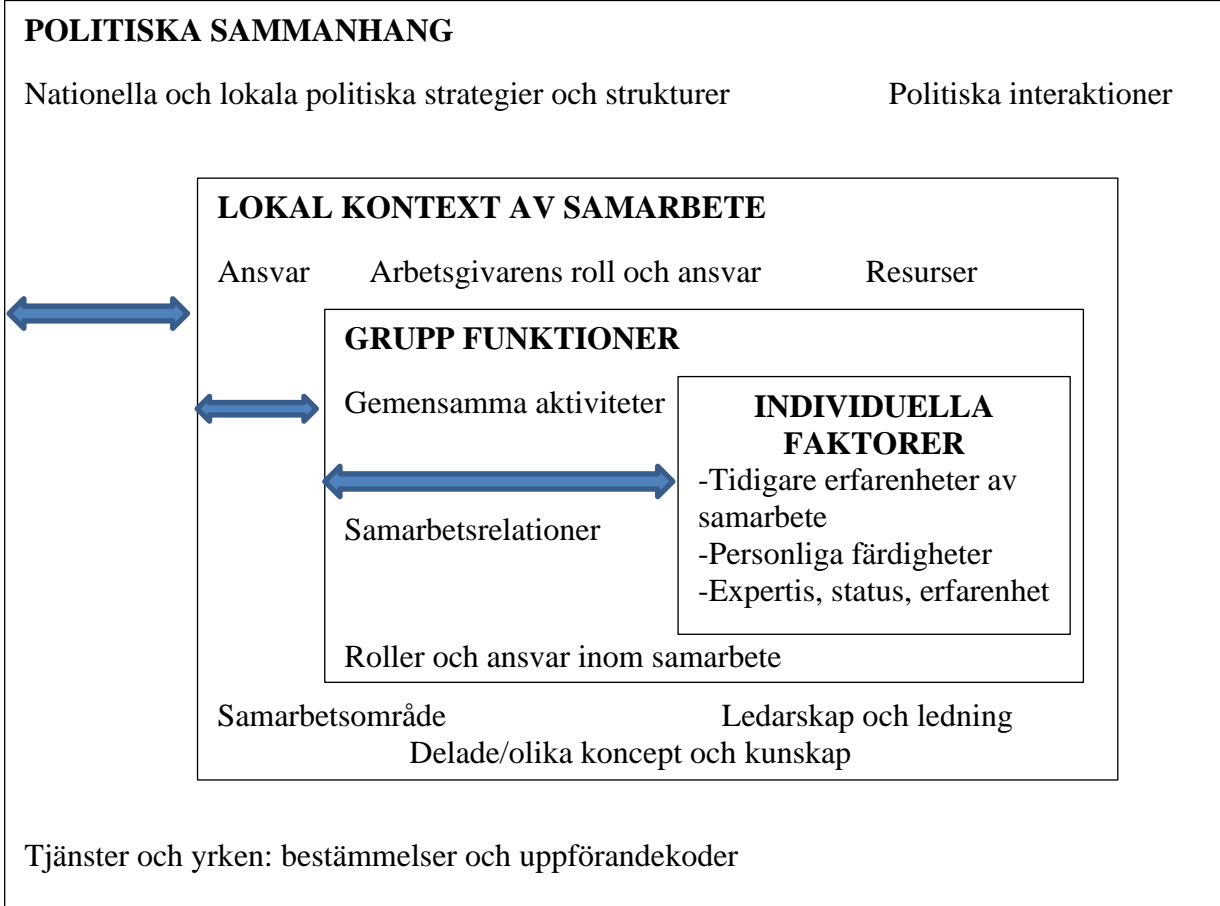 POLITISKA SAMMANHANG
Nationella och lokala politiska strategier och strukturer Politiska interaktioner
LOKAL KONTEXT AV SAMARBETE
Ansvar Arbetsgivarens roll och ansvar Resurser
GRUPP FUNKTIONER
Gemensamma aktiviteter
Samarbetsrelationer
INDIVIDUELLA
FAKTORER
-Tidigare erfarenheter av
samarbete
-Personliga färdigheter
-Expertis, status, erfarenhet
Roller och ansvar inom samarbete
Samarbetsområde Ledarskap och ledning
Delade/olika koncept och kunskap
Tjänster och yrken: bestämmelser och uppförandekoder